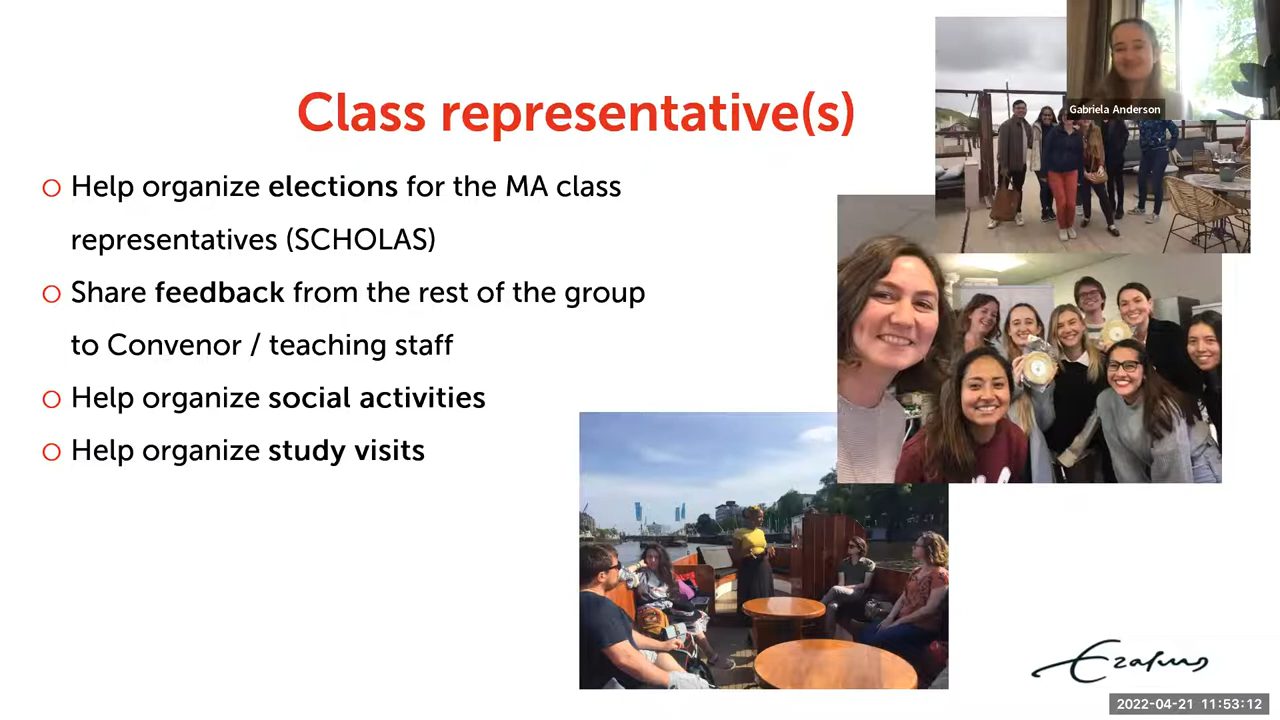 Class representative(s)
Help organize elections for the MA class
representatives (SCHOLAS)
Share feedback from the rest of the group
to Convenor / teaching staff
Help organize social activities
Help organize study visits
Gabriela Anderson
Erasmus
2022-04-21 11:53:12